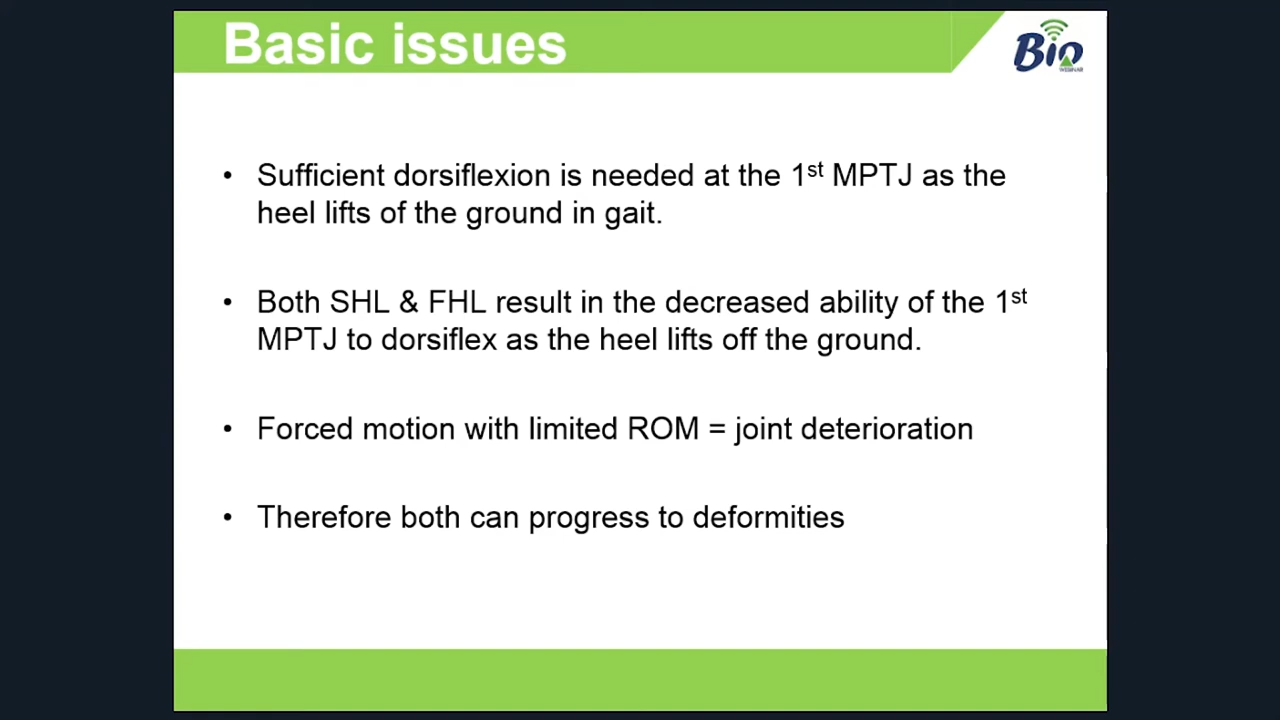 Basic issues
Bio
WEBINAR
• Sufficient dorsiflexion is needed at the 1st MPTJ as the
heel lifts of the ground in gait.
• Both SHL & FHL result in the decreased ability of the 1st
MPTJ to dorsiflex as the heel lifts off the ground.
• Forced motion with limited ROM = joint deterioration
• Therefore both can progress to deformities